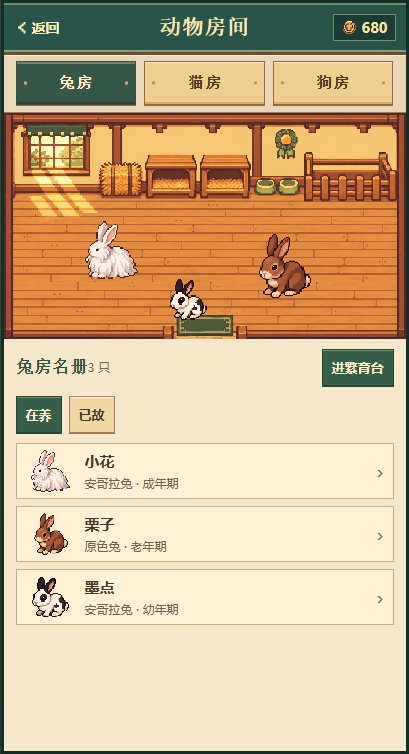 返回
动物房间
680
兔房
猫房
狗房
兔房名册3 只
进繁育台
在养
已故
小花
安哥拉兔 · 成年期
栗子
原色兔 · 老年期
墨点
安哥拉兔 · 幼年期